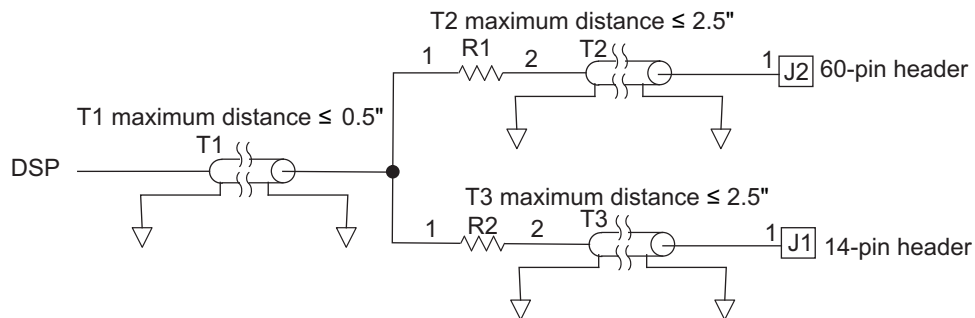 T2 maximum distance ≤ 2.5"
1 R1 2 T2 1 J2 60-pin header
T1 maximum distance ≤ 0.5"
T1
DSP
T3 maximum distance ≤ 2.5"
1 R2 2 T3 1 J1 14-pin header